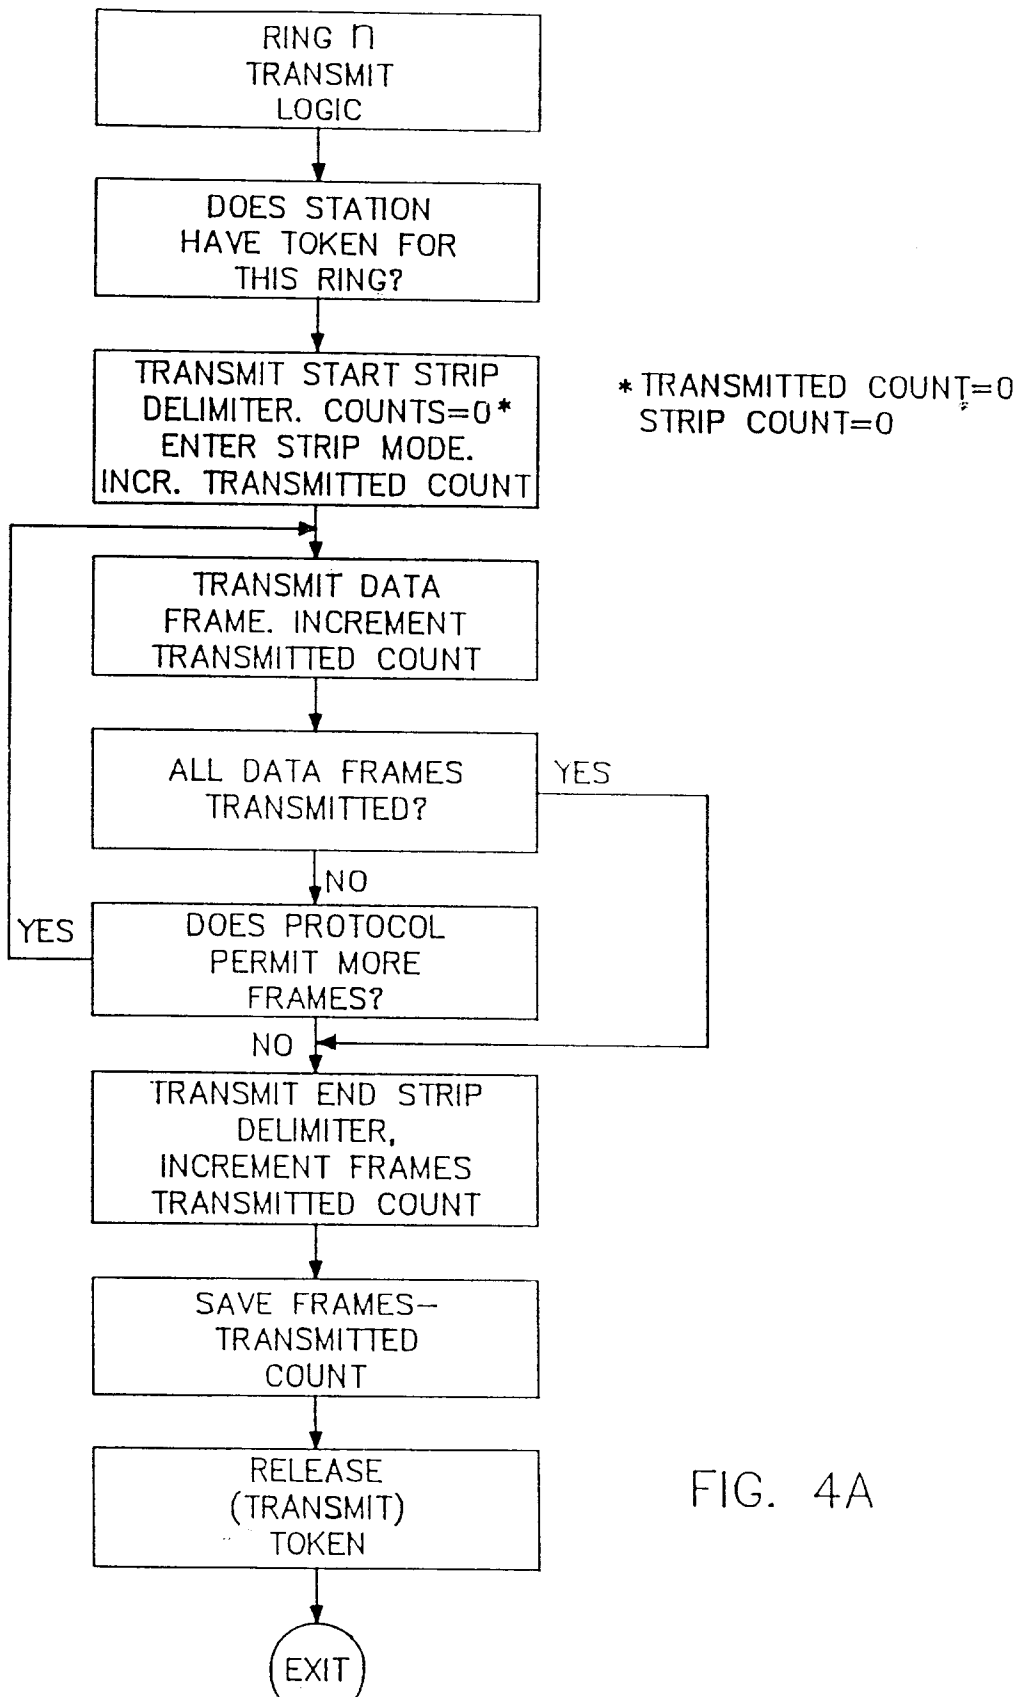 RING n
TRANSMIT
LOGIC
DOES STATION
HAVE TOKEN FOR
THIS RING?
TRANSMIT START STRIP
DELIMITER. COUNTS=0*
ENTER STRIP MODE.
INCR. TRANSMITTED COUNT
* TRANSMITTED COUNT=0
STRIP COUNT=0
TRANSMIT DATA
FRAME. INCREMENT
TRANSMITTED COUNT
ALL DATA FRAMES
TRANSMITTED?
YES
NO
YES
DOES PROTOCOL
PERMIT MORE
FRAMES?
NO
TRANSMIT END STRIP
DELIMITER,
INCREMENT FRAMES
TRANSMITTED COUNT
SAVE FRAMES-
TRANSMITTED
COUNT
RELEASE
(TRANSMIT)
TOKEN
FIG. 4A
EXIT